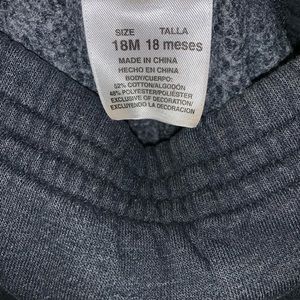 SIZE TALLA
18M 18 meses
MADE IN CHINA
HECHO EN CHINA
BODY/CUERPO:
52% COTTON/ALGODÓN
48% POLYESTER/POLIÉSTER
EXCLUSIVE OF DECORATION/
EXCLUYENDO LA DECORACION